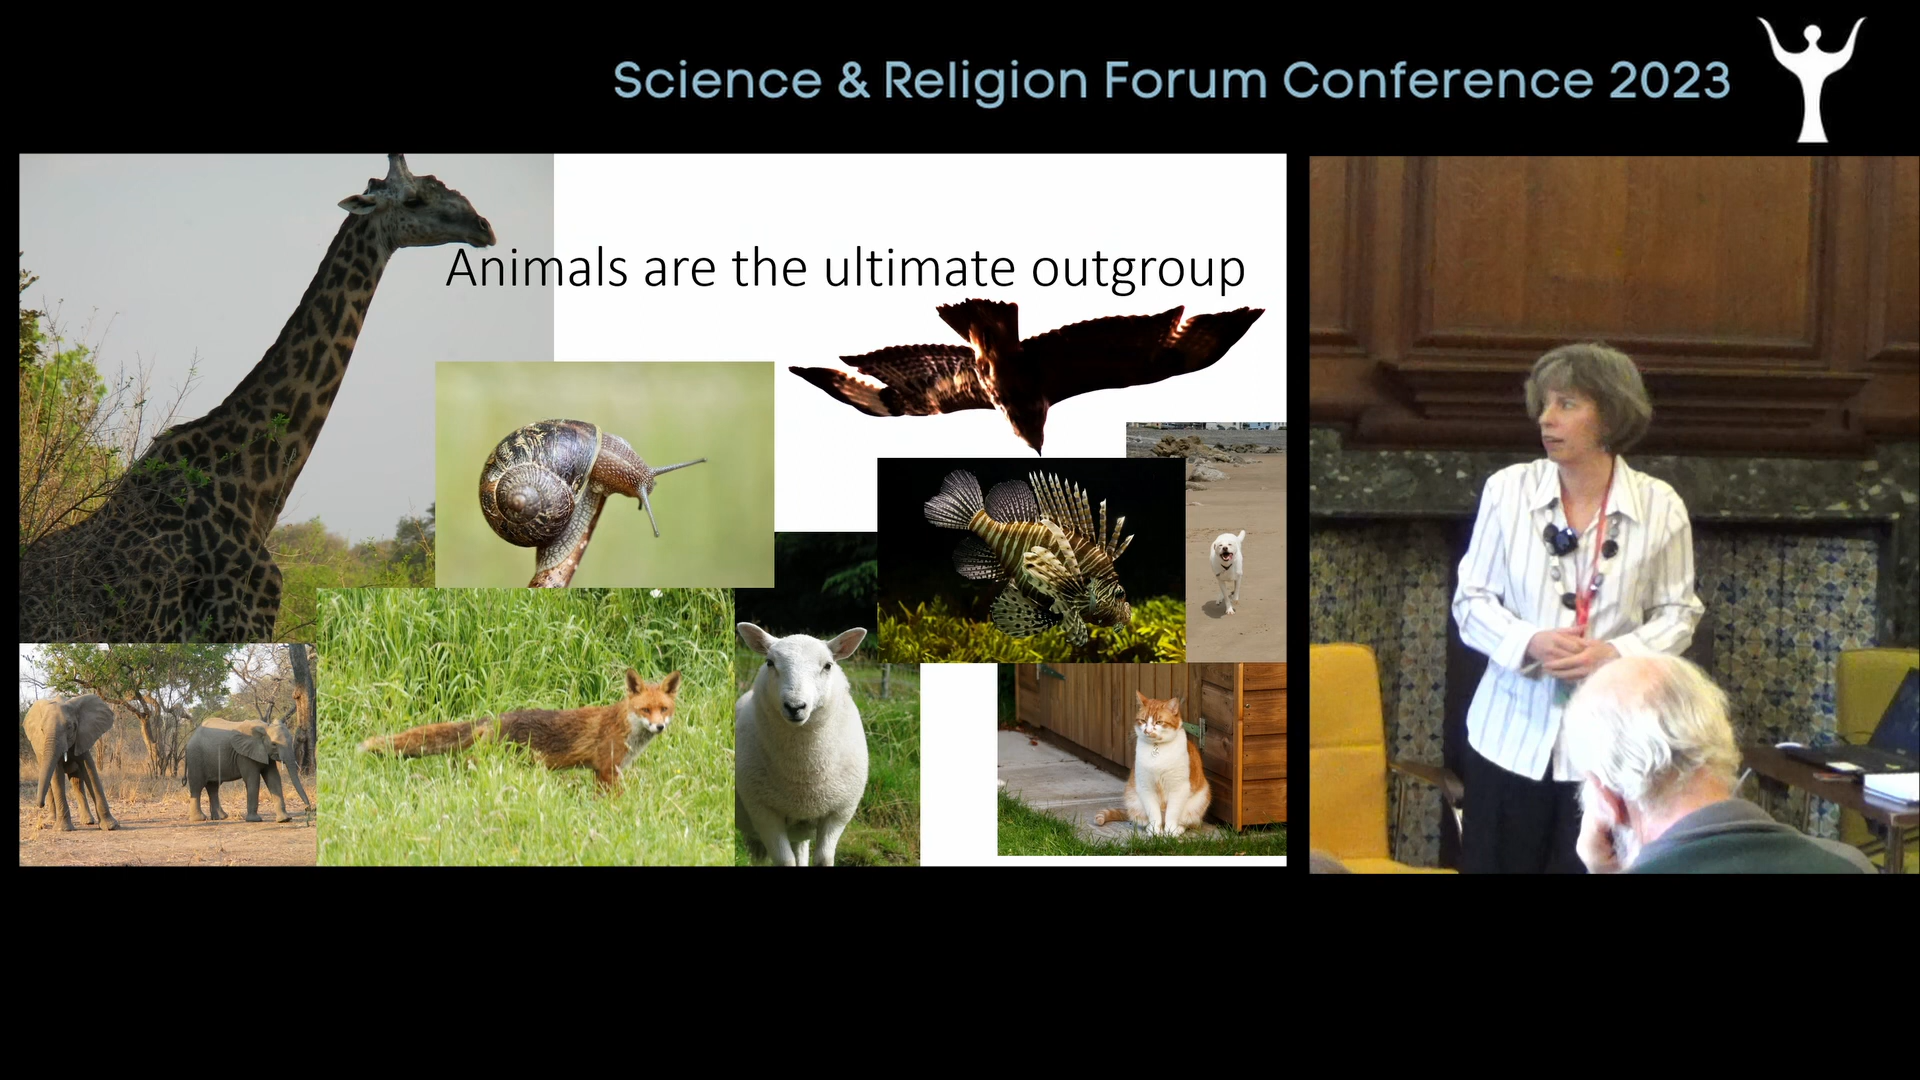 Science & Religion Forum Conference 2023
Animals are the ultimate outgroup